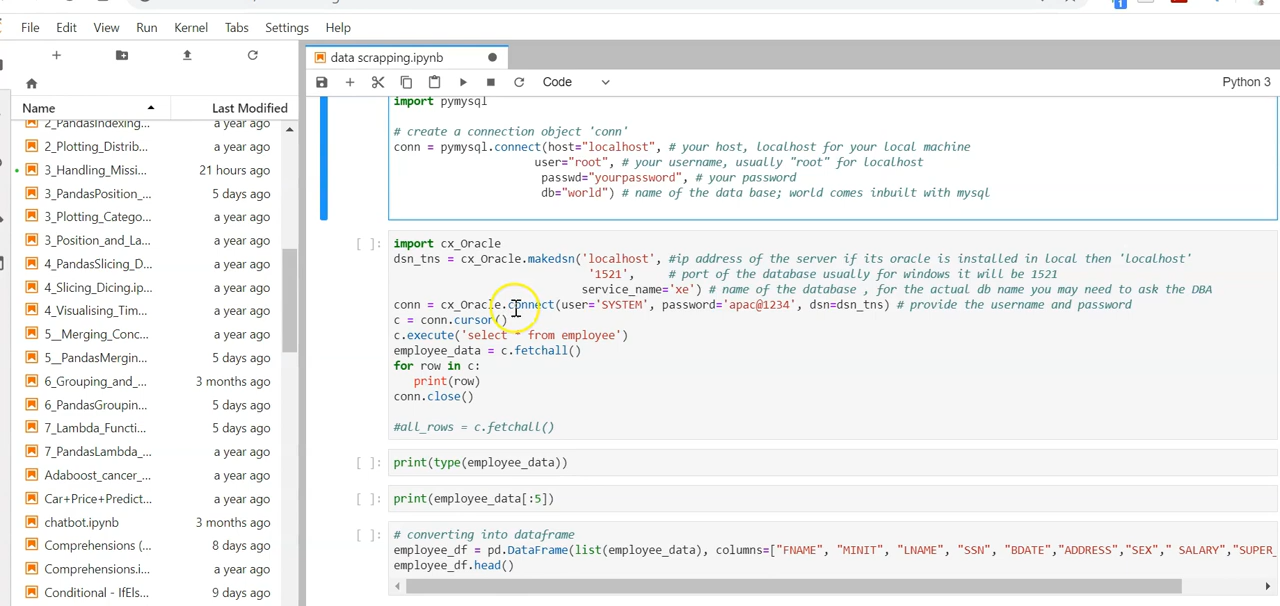 1
File Edit View Run Kernel Tabs Settings Help
data scrapping.ipynb
Code
Python 3
Name Last Modified
2_PandasIndexing... a year ago
2_Plotting_Distrib... a year ago
3_Handling_Missi... 21 hours ago
3_PandasPosition_... 5 days ago
3_Plotting_Catego... a year ago
3_Position_and_La... a year ago
4_PandasSlicing_D... a year ago
4_Slicing_Dicing.ip... a year ago
4_Visualising_Tim... a year ago
5__Merging_Conc... a year ago
5__PandasMergin... 5 days ago
6_Grouping_and_... 3 months ago
6_PandasGroupin... 5 days ago
7_Lambda_Functi... 5 days ago
7_PandasLambda_... a year ago
Adaboost_cancer_... a year ago
Car+Price+Predict... a year ago
chatbot.ipynb 3 months ago
Comprehensions (... 8 days ago
Comprehensions.i... a year ago
Conditional - IfEls... 9 days ago
import pymysql
# create a connection object 'conn'
conn = pymysql.connect(host="localhost", # your host, localhost for your local machine
user="root", # your username, usually "root" for localhost
passwd="yourpassword", # your password
db="world") # name of the data base; world comes inbuilt with mysql
[ ]: import cx_Oracle
dsn_tns = cx_Oracle.makedsn('localhost', #ip address of the server if its oracle is installed in local then 'localhost'
'1521', # port of the database usually for windows it will be 1521
service_name='xe') # name of the database , for the actual db name you may need to ask the DBA
conn = cx_Oracle.connect(user='SYSTEM', password='apac@1234', dsn=dsn_tns) # provide the username and password
c = conn.cursor()
c.execute('select * from employee')
employee_data = c.fetchall()
for row in c:
print(row)
conn.close()
#all_rows = c.fetchall()
[ ]: print(type(employee_data))
[ ]: print(employee_data[:5])
[ ]: # converting into dataframe
employee_df = pd.DataFrame(list(employee_data), columns=["FNAME", "MINIT", "LNAME", "SSN", "BDATE","ADDRESS","SEX"," SALARY","SUPER_
employee_df.head()